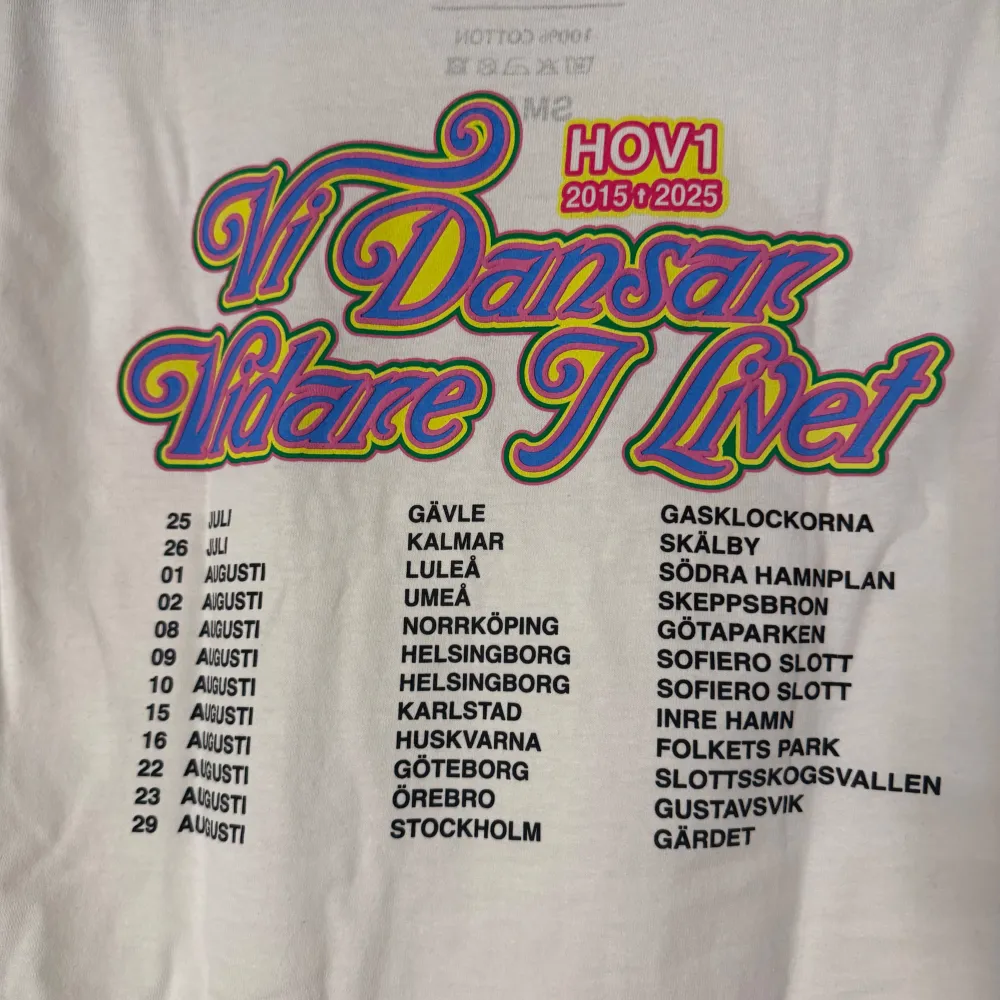 100% COTTON
SM
HOV1
2015✝2025
Vi Dansar
Vidare I Livet
25 JULI GÄVLE GASKLOCKORNA
26 JULI KALMAR SKÄLBY
01 AUGUSTI LULEÅ SÖDRA HAMNPLAN
02 AUGUSTI UMEÅ SKEPPSBRON
08 AUGUSTI NORRKÖPING GÖTAPARKEN
09 AUGUSTI HELSINGBORG SOFIERO SLOTT
10 AUGUSTI HELSINGBORG SOFIERO SLOTT
15 AUGUSTI KARLSTAD INRE HAMN
16 AUGUSTI HUSKVARNA FOLKETS PARK
22 AUGUSTI GÖTEBORG SLOTTSSKOGSVALLEN
23 AUGUSTI ÖREBRO GUSTAVSVIK
29 AUGUSTI STOCKHOLM GÄRDET